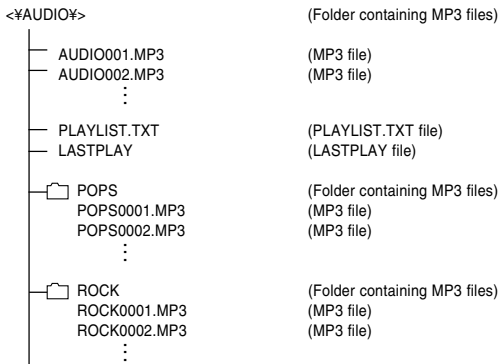 <¥AUDIO¥> (Folder containing MP3 files)
AUDIO001.MP3 (MP3 file)
AUDIO002.MP3 (MP3 file)
PLAYLIST.TXT (PLAYLIST.TXT file)
LASTPLAY (LASTPLAY file)
POPS (Folder containing MP3 files)
POPS0001.MP3 (MP3 file)
POPS0002.MP3 (MP3 file)
ROCK (Folder containing MP3 files)
ROCK0001.MP3 (MP3 file)
ROCK0002.MP3 (MP3 file)